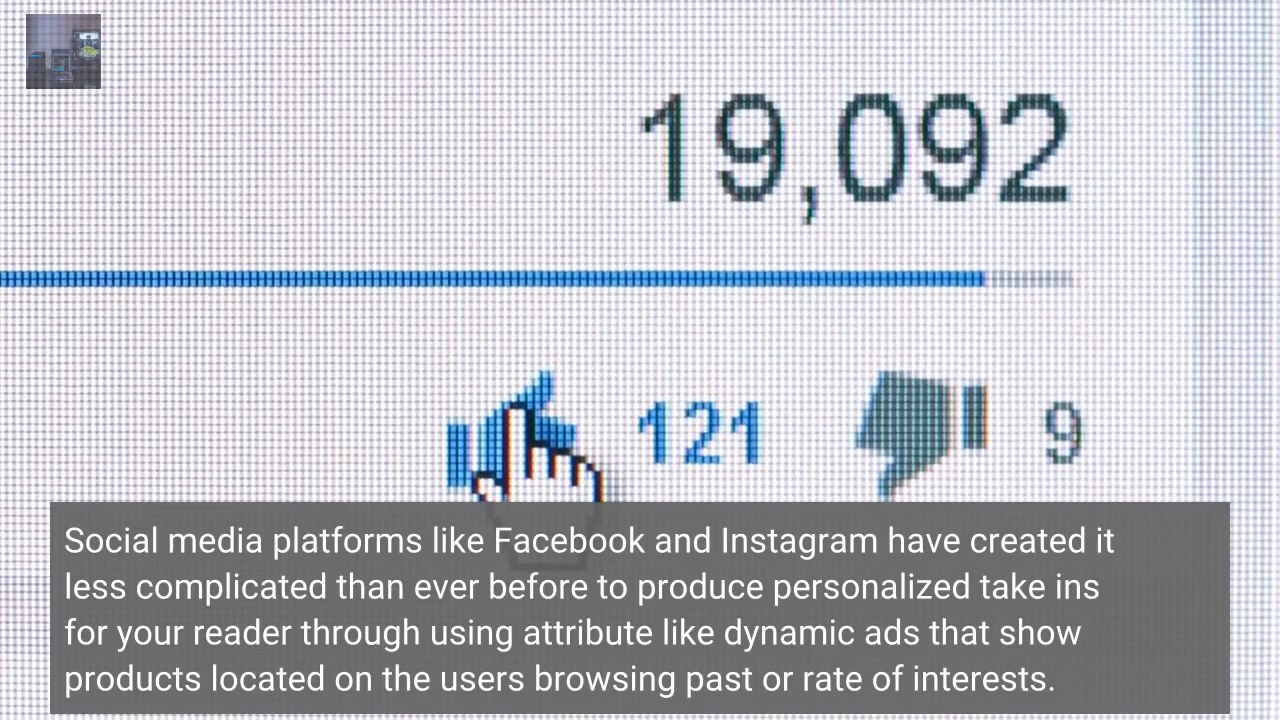 19,092
121
9
Social media platforms like Facebook and Instagram have created it
less complicated than ever before to produce personalized take ins
for your reader through using attribute like dynamic ads that show
products located on the users browsing past or rate of interests.